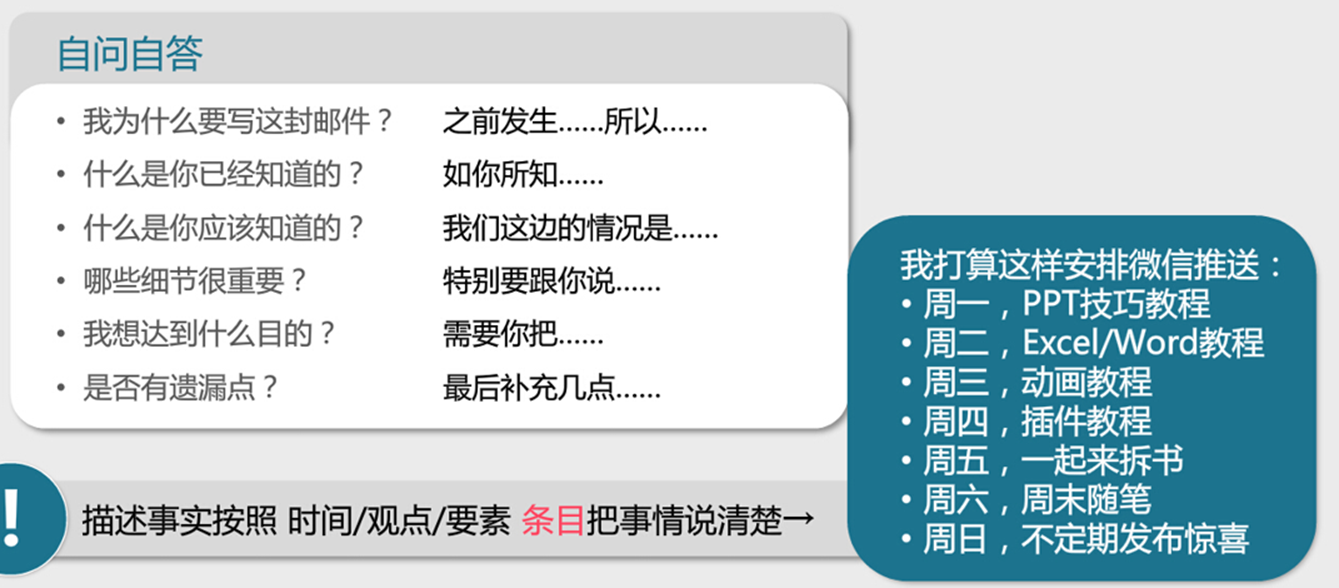 自问自答
• 我为什么要写这封邮件？ 之前发生……所以……
• 什么是你已经知道的？ 如你所知……
• 什么是你应该知道的？ 我们这边的情况是……
• 哪些细节很重要？ 特别要跟你说……
• 我想达到什么目的？ 需要你把……
• 是否有遗漏点？ 最后补充几点……
! 描述事实按照 时间/观点/要素 条目把事情说清楚→
我打算这样安排微信推送：
• 周一，PPT技巧教程
• 周二，Excel/Word教程
• 周三，动画教程
• 周四，插件教程
• 周五，一起来拆书
• 周六，周末随笔
• 周日，不定期发布惊喜